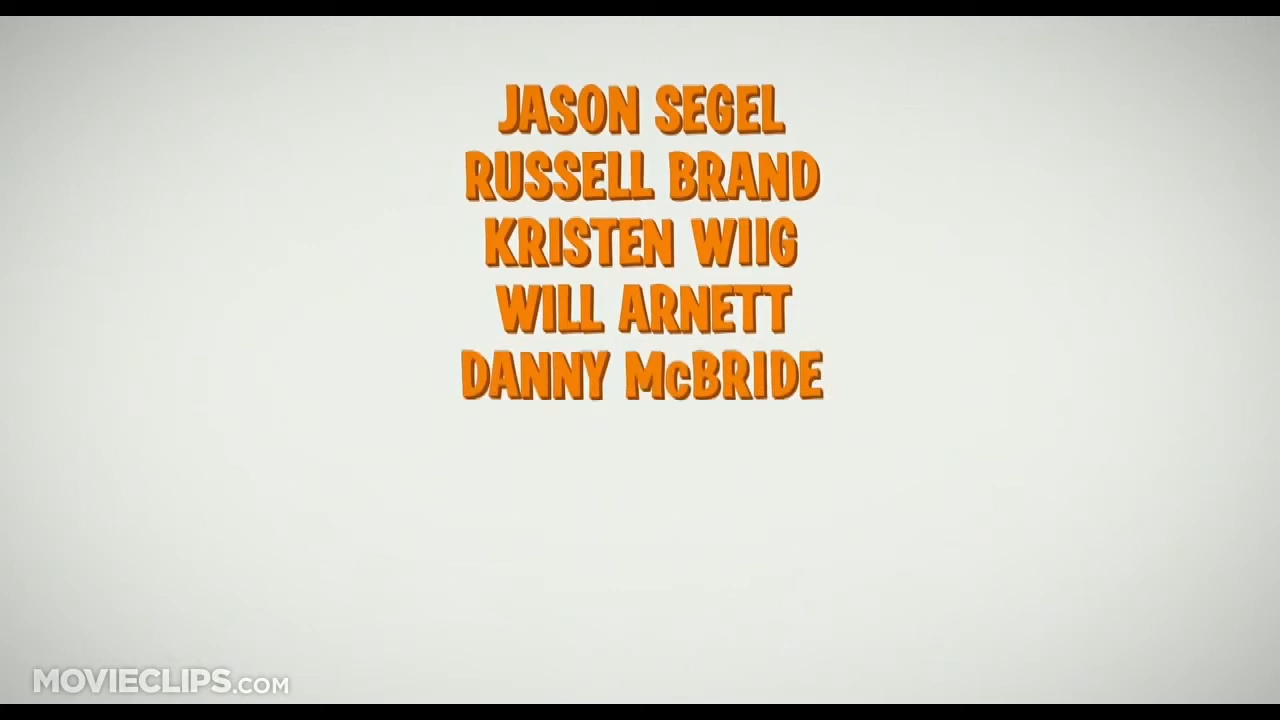 JASON SEGEL
RUSSELL BRAND
KRISTEN WIIG
WILL ARNETT
DANNY McBRIDE
MOVIECLIPS.COM